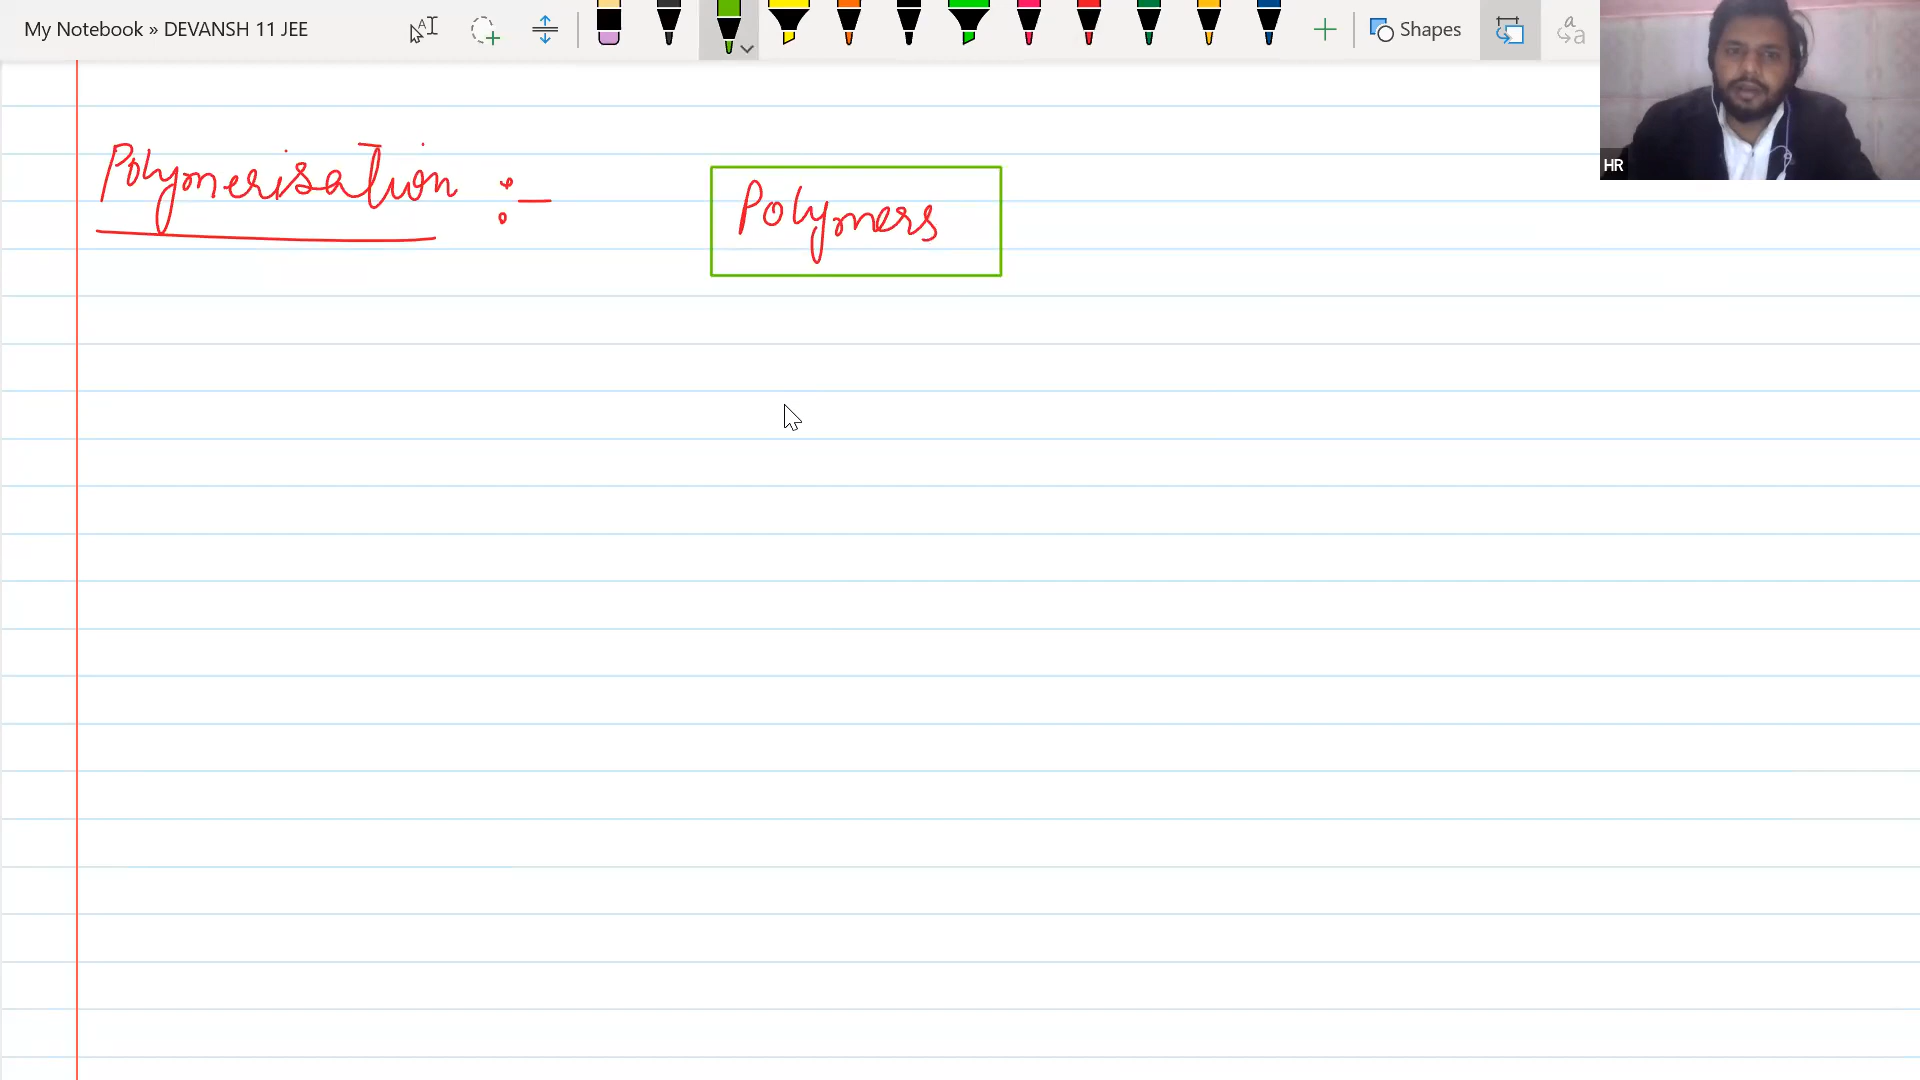 My Notebook » DEVANSH 11 JEE
Shapes
HR
Polymerisation :-
Polymers